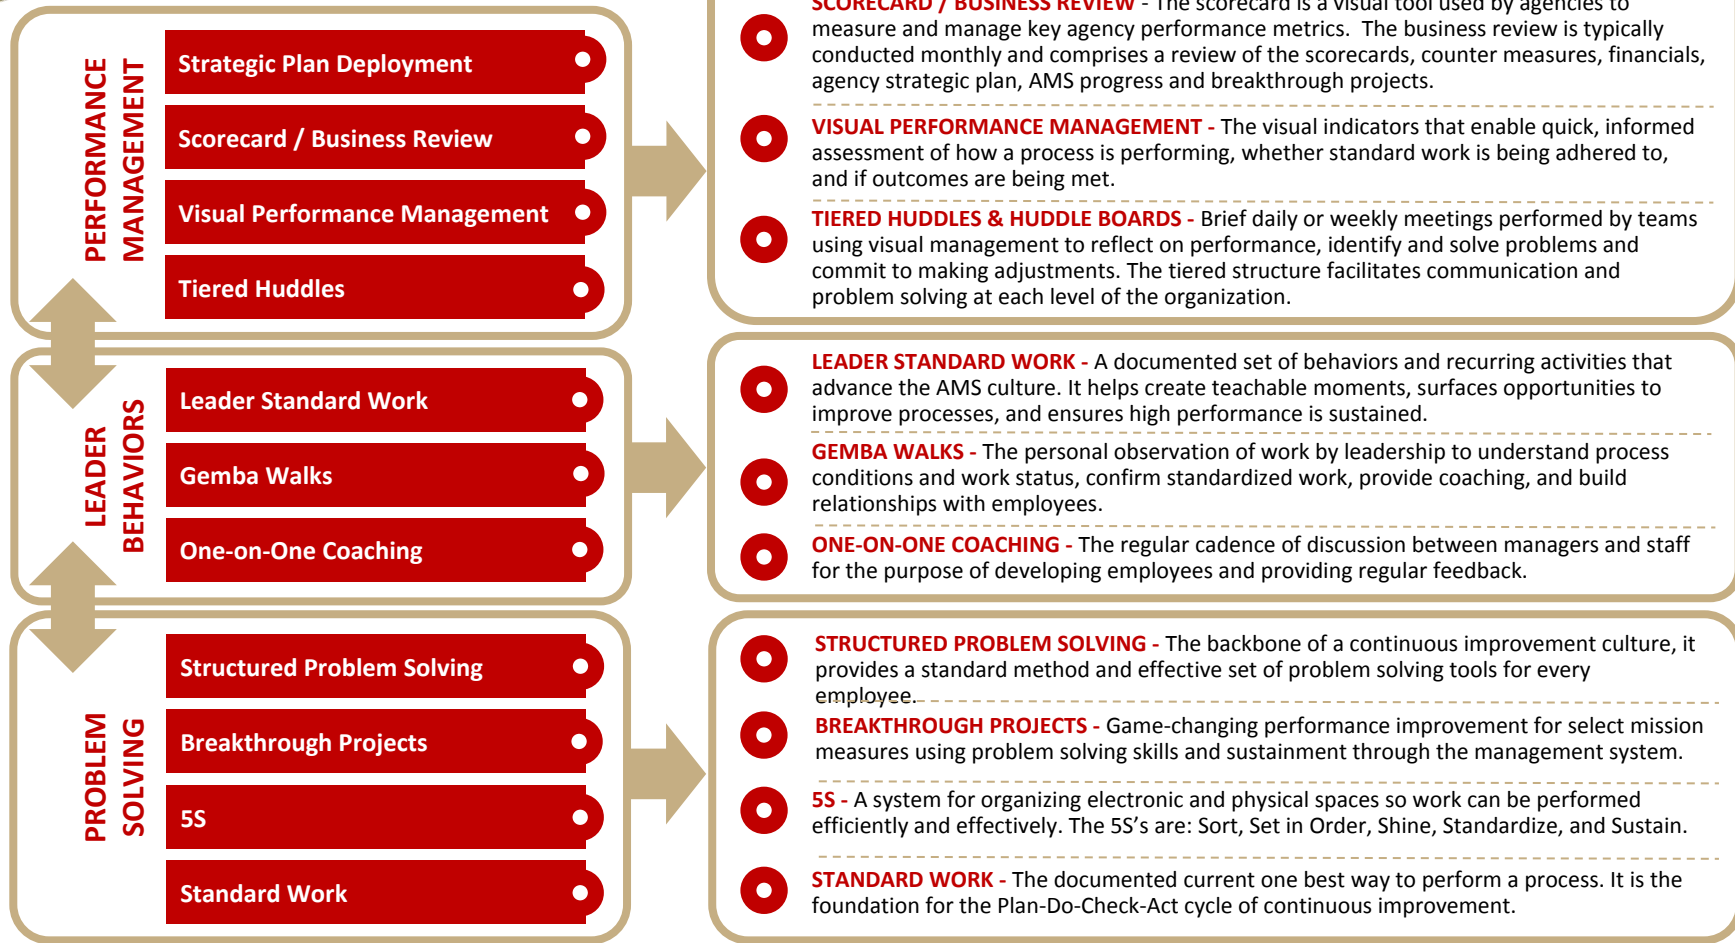 PERFORMANCE
MANAGEMENT
Strategic Plan Deployment
Scorecard / Business Review
Visual Performance Management
Tiered Huddles
SCORECARD / BUSINESS REVIEW - The scorecard is a visual tool used by agencies to
measure and manage key agency performance metrics. The business review is typically
conducted monthly and comprises a review of the scorecards, counter measures, financials,
agency strategic plan, AMS progress and breakthrough projects.
VISUAL PERFORMANCE MANAGEMENT - The visual indicators that enable quick, informed
assessment of how a process is performing, whether standard work is being adhered to,
and if outcomes are being met.
TIERED HUDDLES & HUDDLE BOARDS - Brief daily or weekly meetings performed by teams
using visual management to reflect on performance, identify and solve problems and
commit to making adjustments. The tiered structure facilitates communication and
problem solving at each level of the organization.
LEADER
BEHAVIORS
Leader Standard Work
Gemba Walks
One-on-One Coaching
LEADER STANDARD WORK - A documented set of behaviors and recurring activities that
advance the AMS culture. It helps create teachable moments, surfaces opportunities to
improve processes, and ensures high performance is sustained.
GEMBA WALKS - The personal observation of work by leadership to understand process
conditions and work status, confirm standardized work, provide coaching, and build
relationships with employees.
ONE-ON-ONE COACHING - The regular cadence of discussion between managers and staff
for the purpose of developing employees and providing regular feedback.
PROBLEM
SOLVING
Structured Problem Solving
Breakthrough Projects
5S
Standard Work
STRUCTURED PROBLEM SOLVING - The backbone of a continuous improvement culture, it
provides a standard method and effective set of problem solving tools for every
employee.
BREAKTHROUGH PROJECTS - Game-changing performance improvement for select mission
measures using problem solving skills and sustainment through the management system.
5S - A system for organizing electronic and physical spaces so work can be performed
efficiently and effectively. The 5S’s are: Sort, Set in Order, Shine, Standardize, and Sustain.
STANDARD WORK - The documented current one best way to perform a process. It is the
foundation for the Plan-Do-Check-Act cycle of continuous improvement.